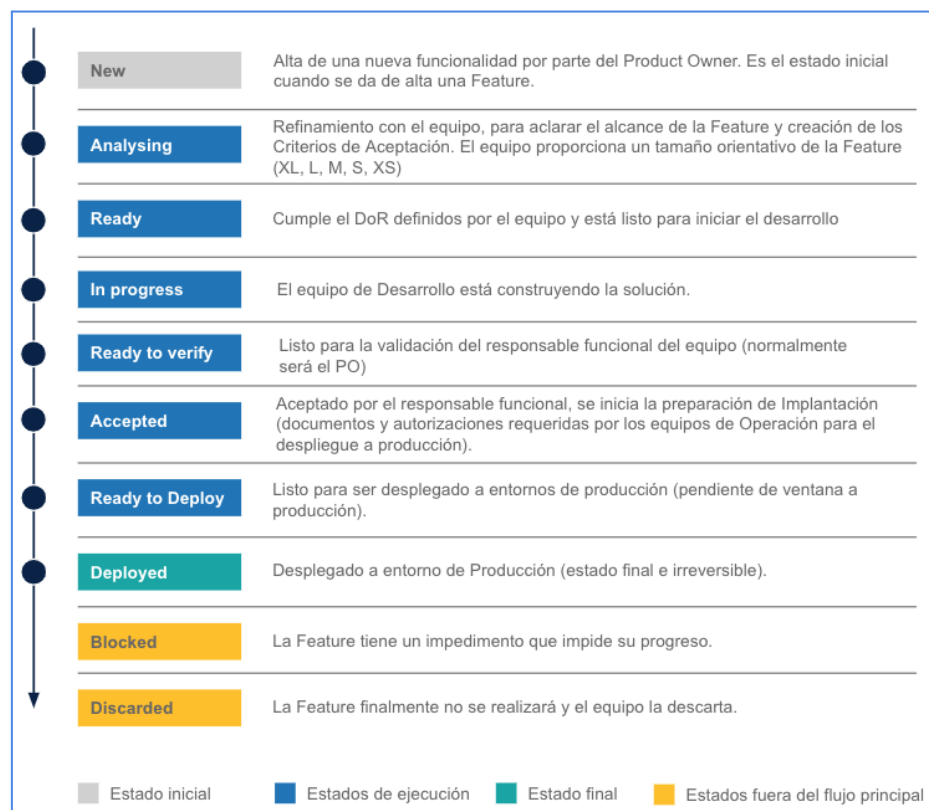 New
Alta de una nueva funcionalidad por parte del Product Owner. Es el estado inicial
cuando se da de alta una Feature.
Analysing
Refinamiento con el equipo, para aclarar el alcance de la Feature y creación de los
Criterios de Aceptación. El equipo proporciona un tamaño orientativo de la Feature
(XL, L, M, S, XS)
Ready
Cumple el DoR definidos por el equipo y está listo para iniciar el desarrollo
In progress
El equipo de Desarrollo está construyendo la solución.
Ready to verify
Listo para la validación del responsable funcional del equipo (normalmente
será el PO)
Accepted
Aceptado por el responsable funcional, se inicia la preparación de Implantación
(documentos y autorizaciones requeridas por los equipos de Operación para el
despliegue a producción).
Ready to Deploy
Listo para ser desplegado a entornos de producción (pendiente de ventana a
producción).
Deployed
Desplegado a entorno de Producción (estado final e irreversible).
Blocked
La Feature tiene un impedimento que impide su progreso.
Discarded
La Feature finalmente no se realizará y el equipo la descarta.
Estado inicial
Estados de ejecución
Estado final
Estados fuera del flujo principal